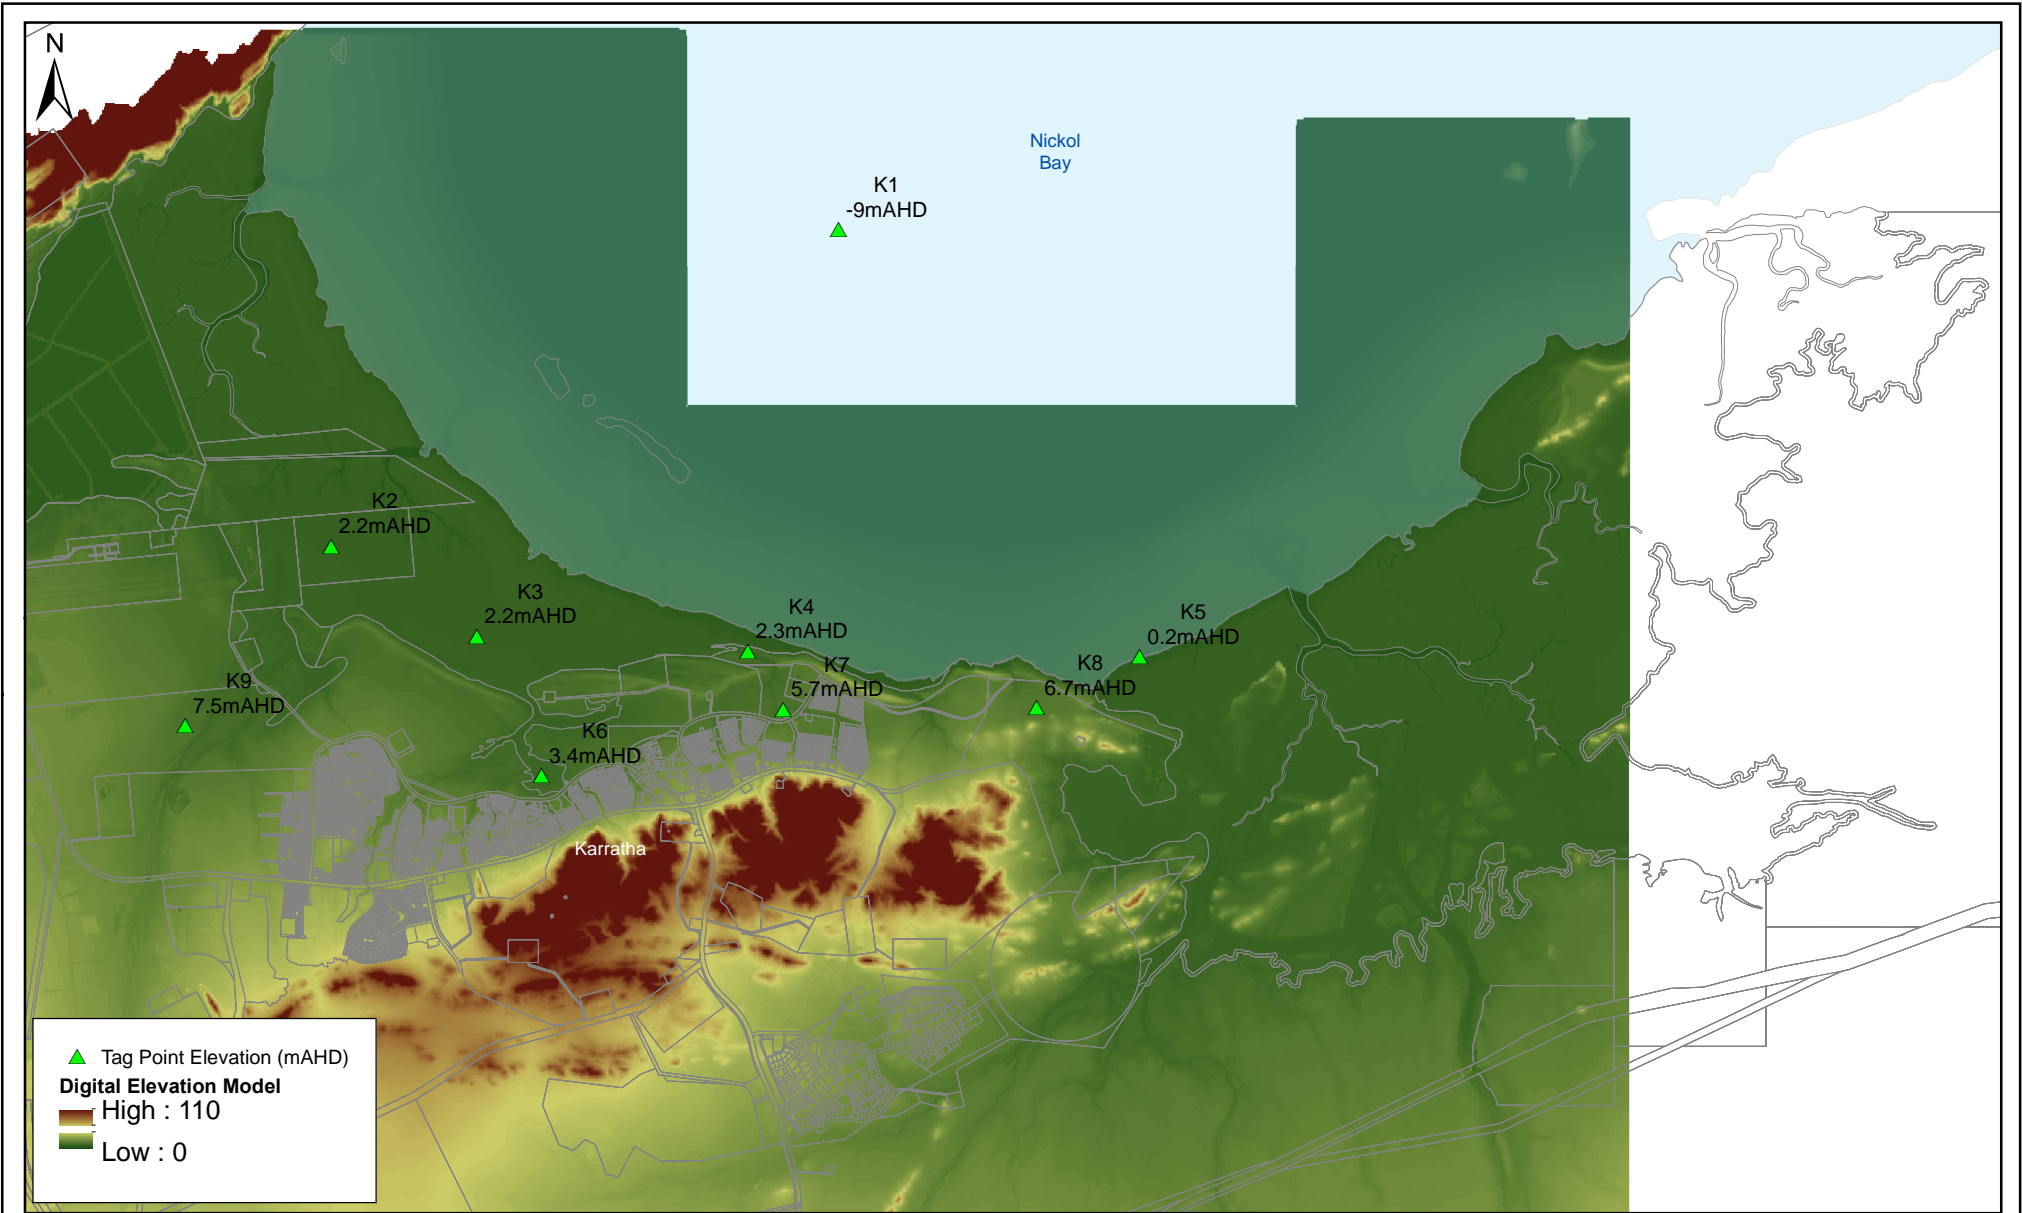 N
Nickol
Bay
K1
-9mAHD
K2
2.2mAHD
K3
2.2mAHD
K4
2.3mAHD
K5
0.2mAHD
K7
5.7mAHD
K8
6.7mAHD
K9
7.5mAHD
K6
3.4mAHD
Karratha
Tag Point Elevation (mAHD)
Digital Elevation Model
High : 110
Low : 0